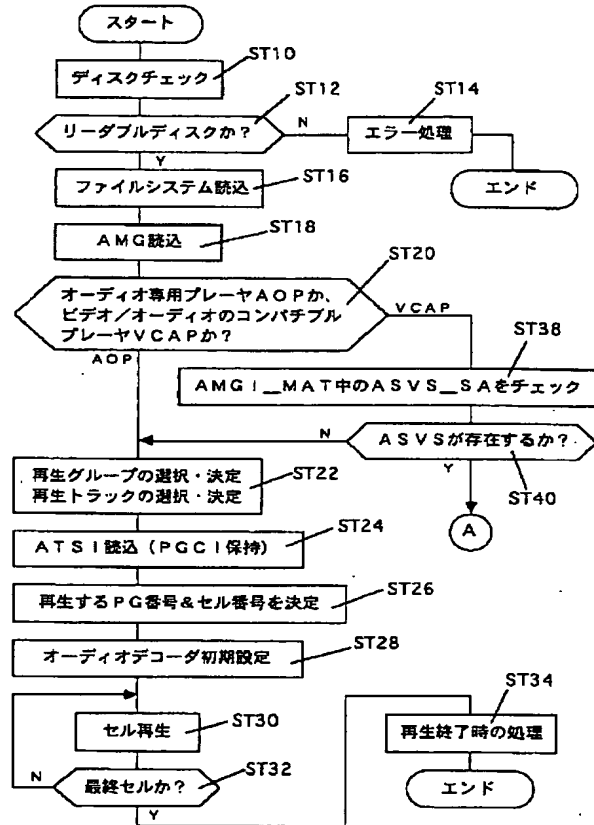 スタート
ST10
ディスクチェック
ST12
リーダブルディスクか?
N
Y
ST14
エラー処理
エンド
ST16
ファイルシステム読込
ST18
AMG読込
ST20
オーディオ専用プレーヤAOPか、
ビデオ/オーディオのコンパチブル
プレーヤVCAPか?
VCAP
AOP
ST38
AMGI__MAT中のASVS__SAをチェック
N
ASVSが存在するか?
Y
ST40
A
ST22
再生グループの選択・決定
再生トラックの選択・決定
ST24
ATSI読込(PGCI保持)
ST26
再生するPG番号&セル番号を決定
ST28
オーディオデコーダ初期設定
ST30
セル再生
ST32
N
最終セルか?
Y
ST34
再生終了時の処理
エンド